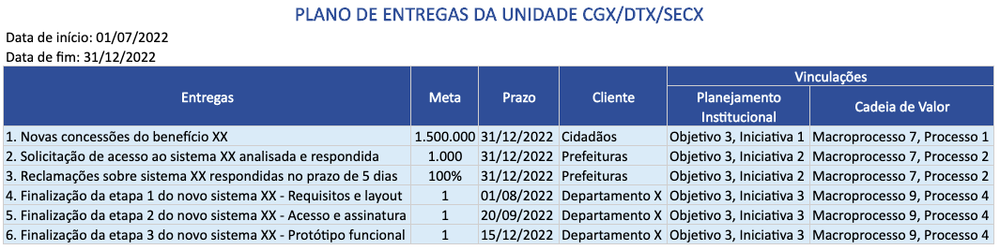 PLANO DE ENTREGAS DA UNIDADE CGX/DTX/SECX
Data de início: 01/07/2022
Data de fim: 31/12/2022
Entregas Meta Prazo Cliente Vinculações
Planejamento Institucional Cadeia de Valor
1. Novas concessões do benefício XX 1.500.000 31/12/2022 Cidadãos Objetivo 3, Iniciativa 1 Macroprocesso 7, Processo 1
2. Solicitação de acesso ao sistema XX analisada e respondida 1.000 31/12/2022 Prefeituras Objetivo 3, Iniciativa 2 Macroprocesso 7, Processo 2
3. Reclamações sobre sistema XX respondidas no prazo de 5 dias 100% 31/12/2022 Prefeituras Objetivo 3, Iniciativa 2 Macroprocesso 7, Processo 2
4. Finalização da etapa 1 do novo sistema XX - Requisitos e layout 1 01/08/2022 Departamento X Objetivo 3, Iniciativa 3 Macroprocesso 9, Processo 4
5. Finalização da etapa 2 do novo sistema XX - Acesso e assinatura 1 20/09/2022 Departamento X Objetivo 3, Iniciativa 3 Macroprocesso 9, Processo 4
6. Finalização da etapa 3 do novo sistema XX - Protótipo funcional 1 15/12/2022 Departamento X Objetivo 3, Iniciativa 3 Macroprocesso 9, Processo 4